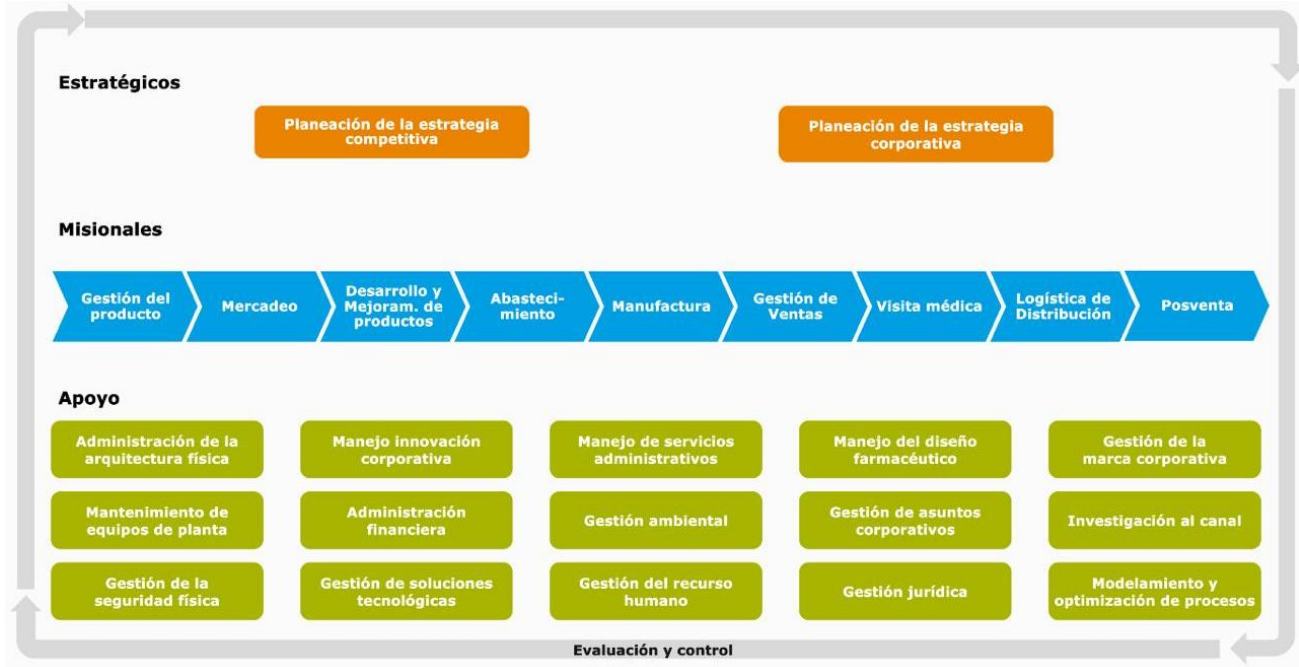 Estratégicos
Planeación de la estrategia
competitiva
Planeación de la estrategia
corporativa
Misionales
Gestión del
producto
Mercadeo
Desarrollo y
Mejoram. de
productos
Abasteci-
miento
Manufactura
Gestión de
Ventas
Visita médica
Logística de
Distribución
Posventa
Apoyo
Administración de la
arquitectura física
Manejo innovación
corporativa
Manejo de servicios
administrativos
Manejo del diseño
farmacéutico
Gestión de la
marca corporativa
Mantenimiento de
equipos de planta
Administración
financiera
Gestión ambiental
Gestión de asuntos
corporativos
Investigación al canal
Gestión de la
seguridad física
Gestión de soluciones
tecnológicas
Gestión del recurso
humano
Gestión jurídica
Modelamiento y
optimización de procesos
Evaluación y control